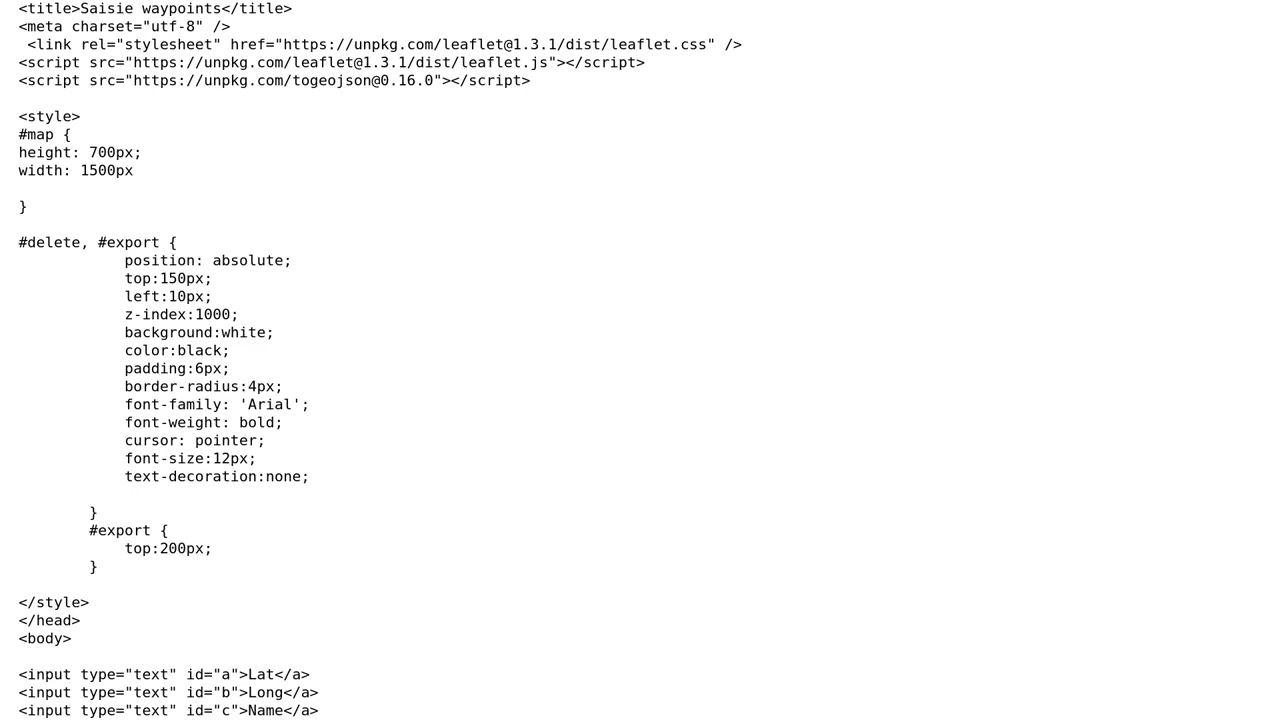 <title>Saisie waypoints</title>
<meta charset="utf-8" />
<link rel="stylesheet" href="https://unpkg.com/leaflet@1.3.1/dist/leaflet.css" />
<script src="https://unpkg.com/leaflet@1.3.1/dist/leaflet.js"></script>
<script src="https://unpkg.com/togeojson@0.16.0"></script>
<style>
#map {
height: 700px;
width: 1500px
}
#delete, #export {
position: absolute;
top:150px;
left:10px;
z-index:1000;
background:white;
color:black;
padding:6px;
border-radius:4px;
font-family: 'Arial';
font-weight: bold;
cursor: pointer;
font-size:12px;
text-decoration:none;
}
#export {
top:200px;
}
</style>
</head>
<body>
<input type="text" id="a">Lat</a>
<input type="text" id="b">Long</a>
<input type="text" id="c">Name</a>